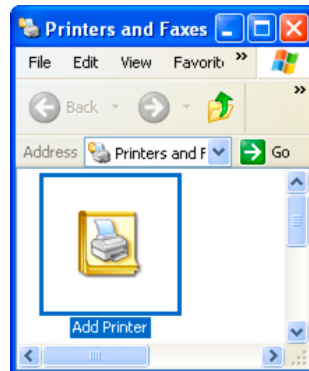 Printers and Faxes
File Edit View Favorit »
Back »
Address Printers and F Go
Add Printer